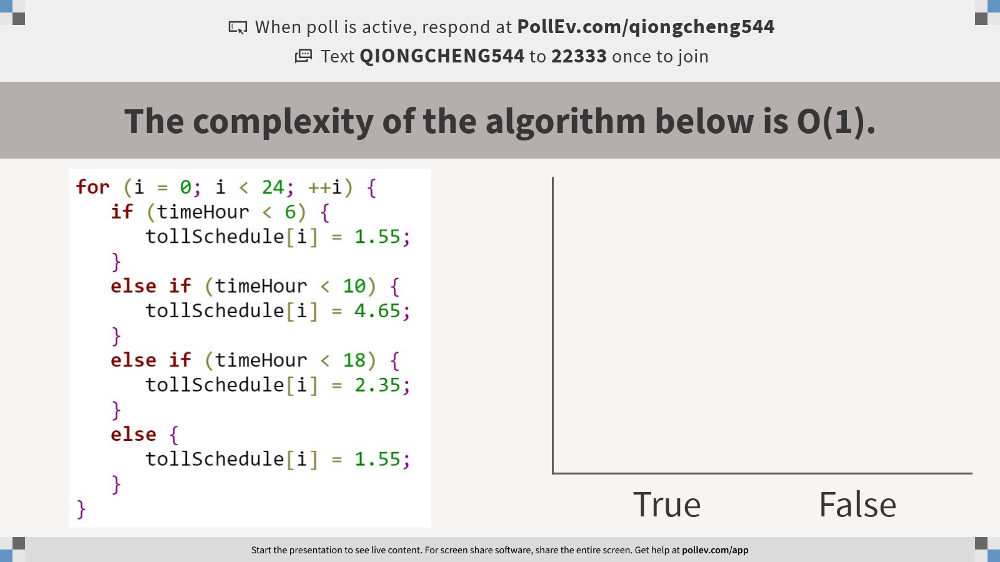 When poll is active, respond at PollEv.com/qiongcheng544
Text QIONGCHENG544 to 22333 once to join
The complexity of the algorithm below is O(1).
for (i = 0; i < 24; ++i) {
   if (timeHour < 6) {
      tollSchedule[i] = 1.55;
   }
   else if (timeHour < 10) {
      tollSchedule[i] = 4.65;
   }
   else if (timeHour < 18) {
      tollSchedule[i] = 2.35;
   }
   else {
      tollSchedule[i] = 1.55;
   }
}
True False
Start the presentation to see live content. For screen share software, share the entire screen. Get help at pollev.com/app